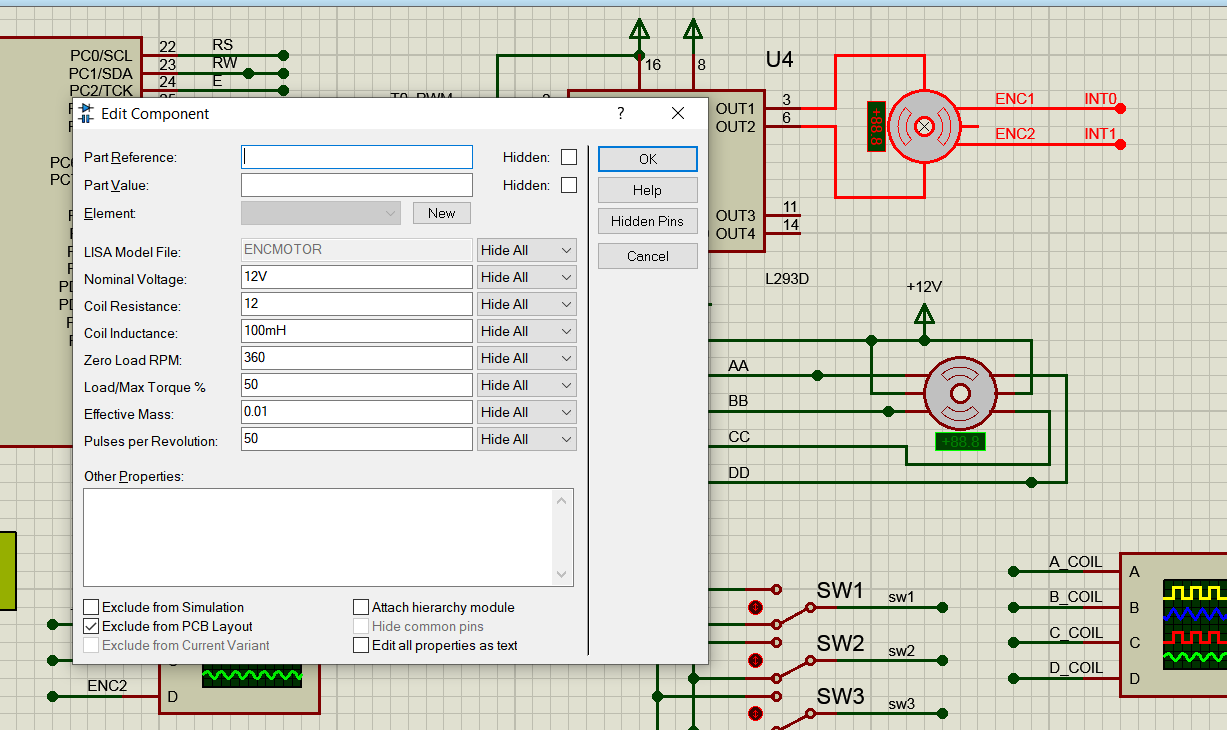 22 RS
PC0/SCL
23 RW
PC1/SDA
24 E
PC2/TCK
16
8
U4
OUT1 3
OUT2 6
OUT3 11
OUT4 14
L293D
+88.8
ENC1 INT0
ENC2 INT1
Edit Component
?
Part Reference:
Hidden:
OK
Part Value:
Hidden:
Help
Element:
New
Hidden Pins
LISA Model File:
ENCMOTOR
Hide All
Cancel
Nominal Voltage:
12V
Hide All
Coil Resistance:
12
Hide All
Coil Inductance:
100mH
Hide All
Zero Load RPM:
360
Hide All
Load/Max Torque %
50
Hide All
Effective Mass:
0.01
Hide All
Pulses per Revolution:
50
Hide All
Other Properties:
Exclude from Simulation
Attach hierarchy module
Exclude from PCB Layout
Hide common pins
Exclude from Current Variant
Edit all properties as text
+12V
AA
BB
CC
DD
+88.8
SW1 sw1
SW2 sw2
SW3 sw3
A_COIL A
B_COIL B
C_COIL C
D_COIL D
ENC2 D